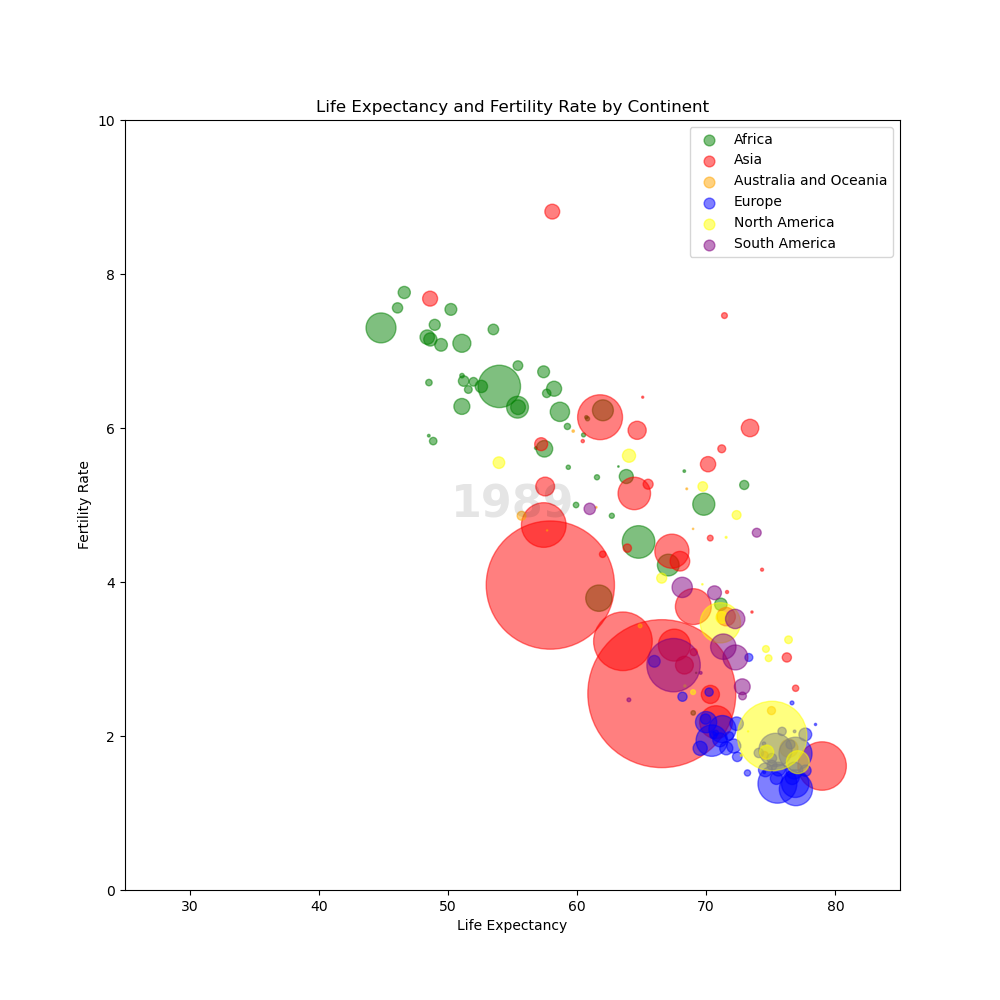 Life Expectancy and Fertility Rate by Continent
10
8
6
4
2
0
Fertility Rate
1989
Africa
Asia
Australia and Oceania
Europe
North America
South America
30 40 50 60 70 80
Life Expectancy